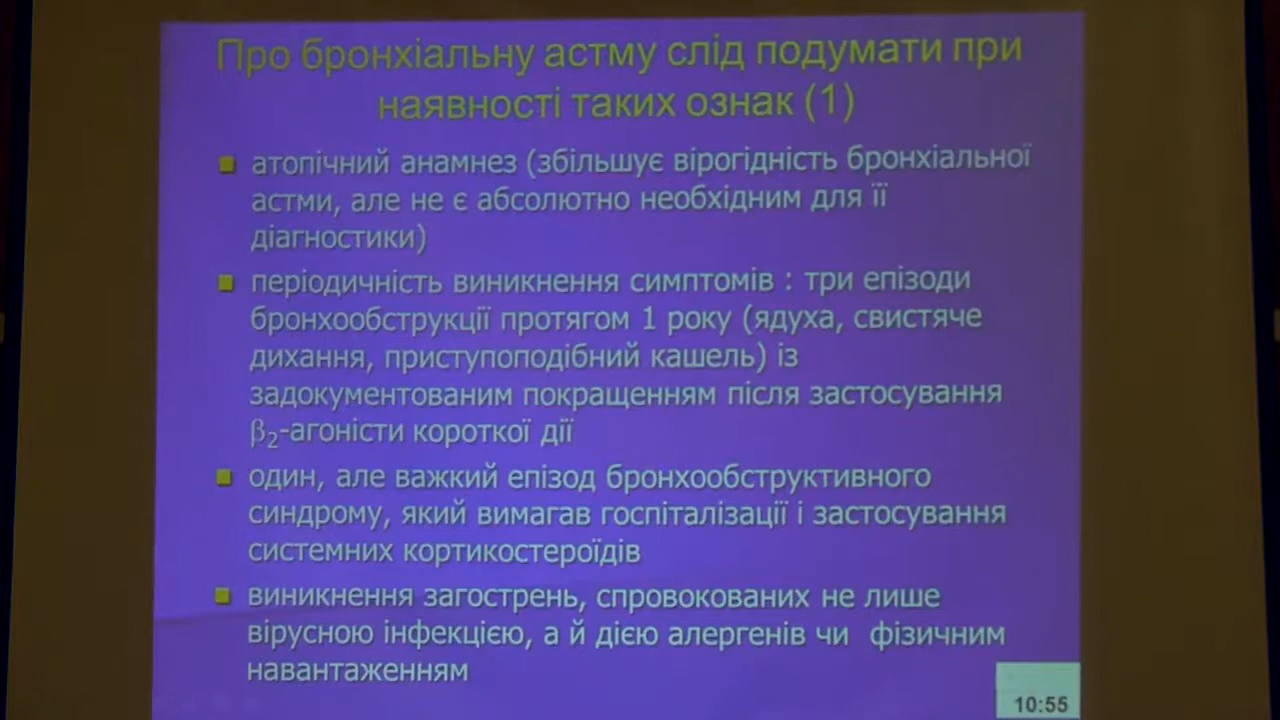 Про бронхіальну астму слід подумати при
наявності таких ознак (1)
атопічний анамнез (збільшує вірогідність бронхіальної
астми, але не є абсолютно необхідним для її
діагностики)
періодичність виникнення симптомів : три епізоди
бронхообструкції протягом 1 року (ядуха, свистяче
дихання, приступоподібний кашель) із
задокументованим покращенням після застосування
β2-агоністи короткої дії
один, але важкий епізод бронхообструктивного
синдрому, який вимагав госпіталізації і застосування
системних кортикостероїдів
виникнення загострень, спровокованих не лише
вірусною інфекцією, а й дією алергенів чи фізичним
навантаженням
10:55